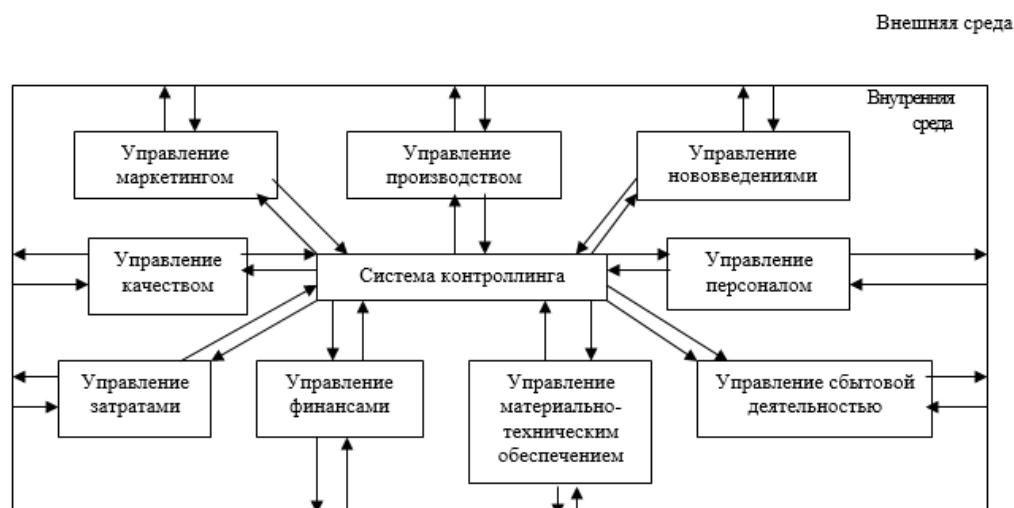 Внешняя среда
Внутренняя
среда
Управление
маркетингом
Управление
производством
Управление
нововведениями
Управление
качеством
Система контроллинга
Управление
персоналом
Управление
затратами
Управление
финансами
Управление
материально-
техническим
обеспечением
Управление сбытовой
деятельностью